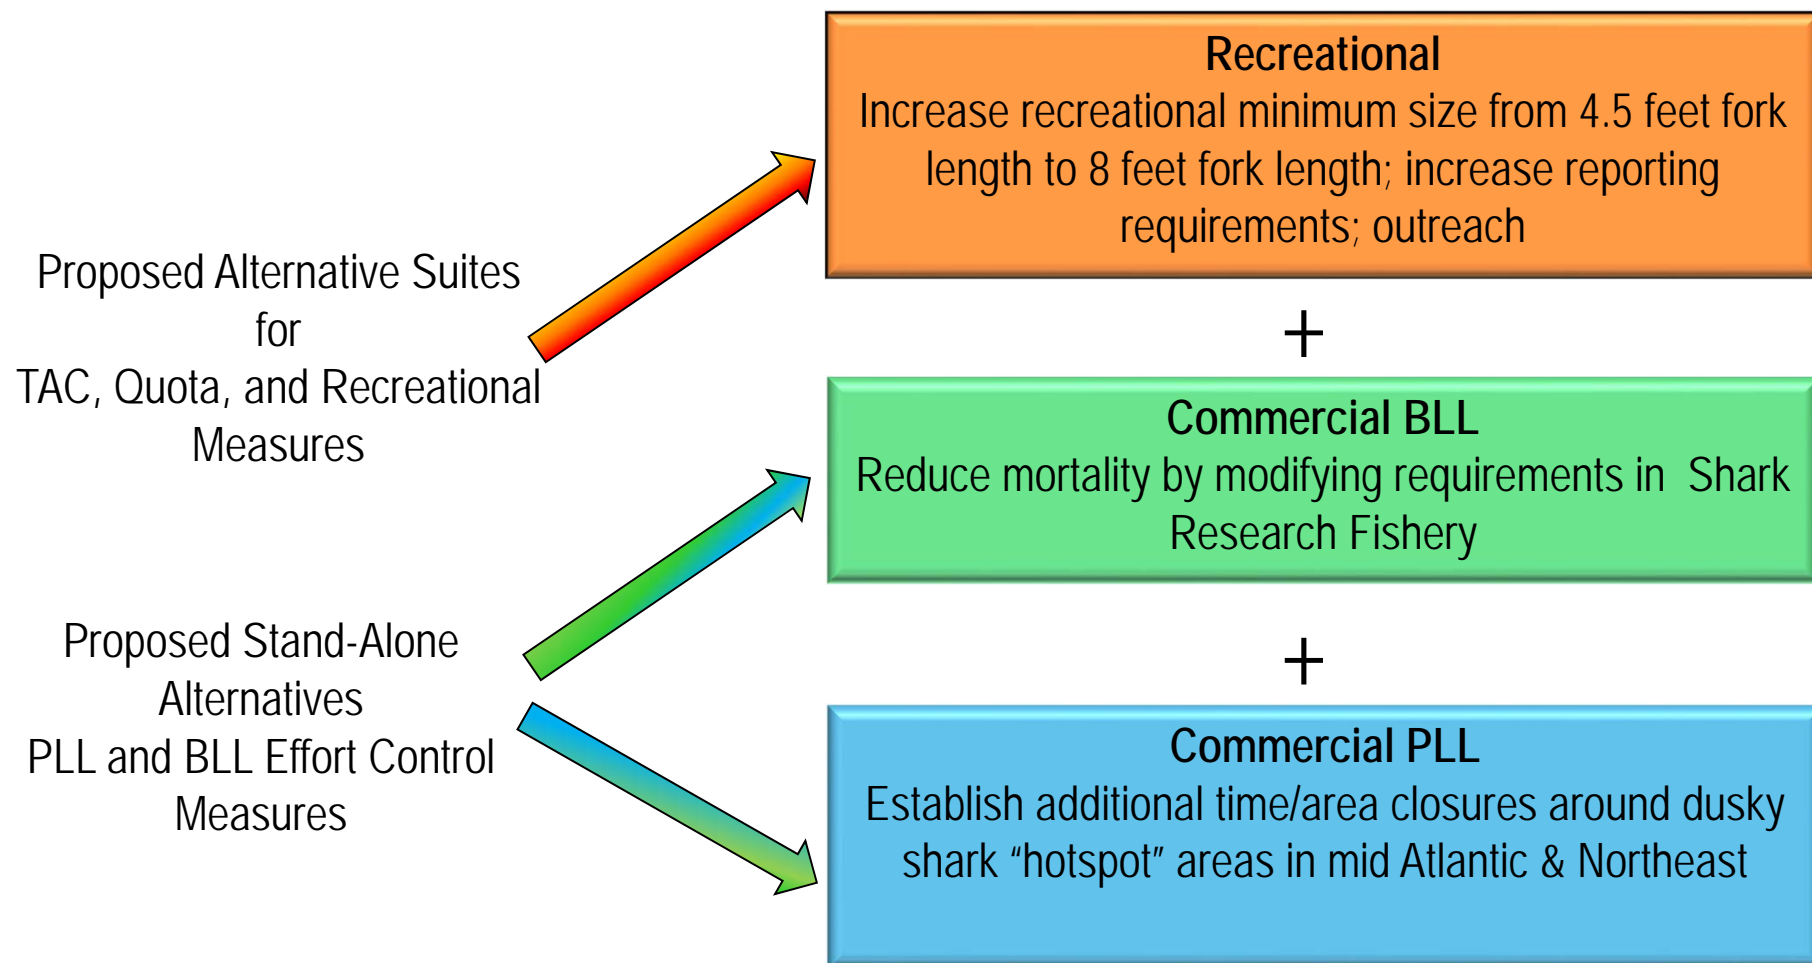 Proposed Alternative Suites
for
TAC, Quota, and Recreational
Measures
Proposed Stand-Alone
Alternatives
PLL and BLL Effort Control
Measures
Recreational
Increase recreational minimum size from 4.5 feet fork
length to 8 feet fork length; increase reporting
requirements; outreach
+
Commercial BLL
Reduce mortality by modifying requirements in  Shark
Research Fishery
+
Commercial PLL
Establish additional time/area closures around dusky
shark “hotspot” areas in mid Atlantic & Northeast